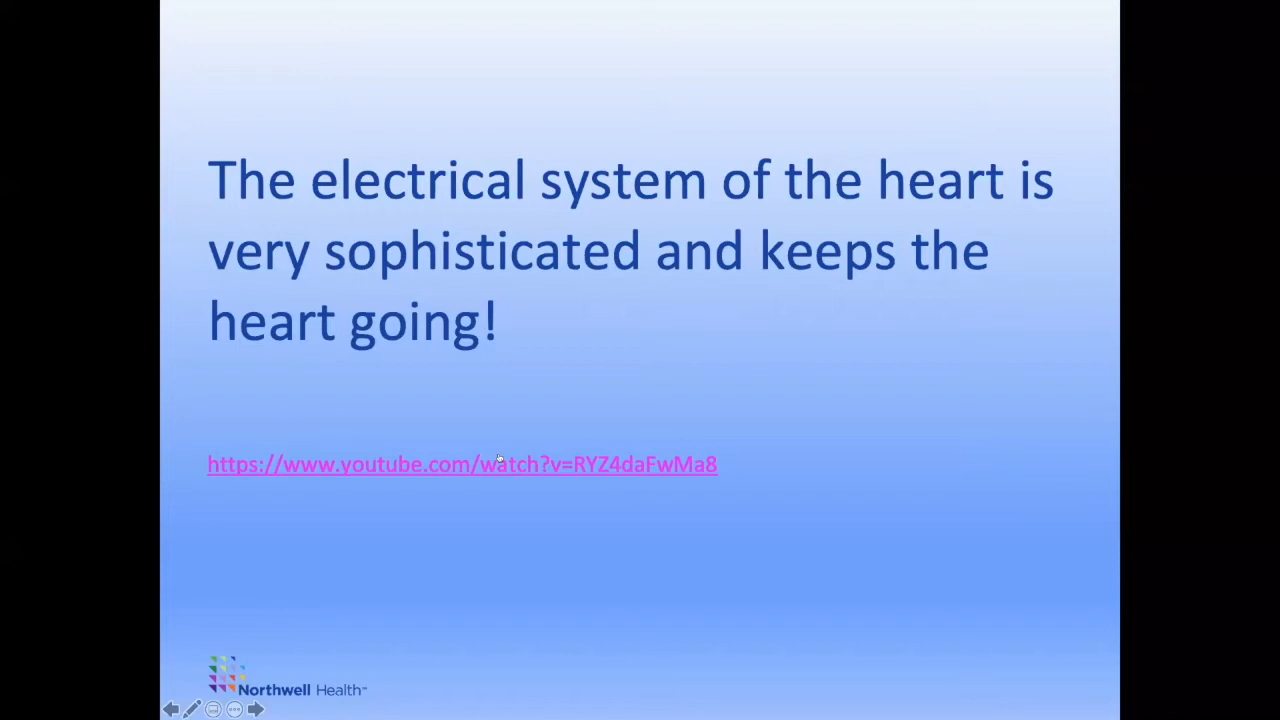 The electrical system of the heart is
very sophisticated and keeps the
heart going!
https://www.youtube.com/watch?v=RYZ4daFwMa8
Northwell Health™